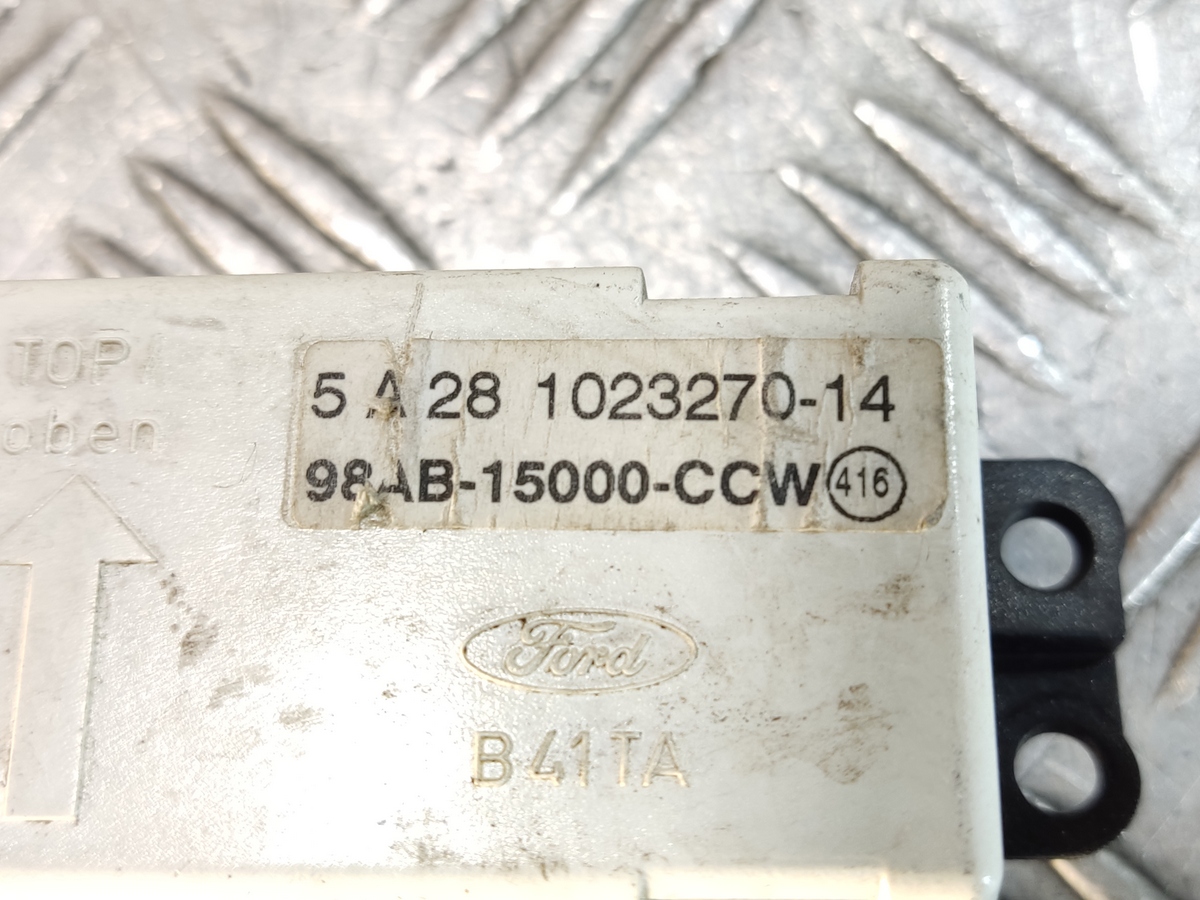 TOP
oben
5 A 28 1023270-14
98AB-15000-CCW 416
Ford
B41TA